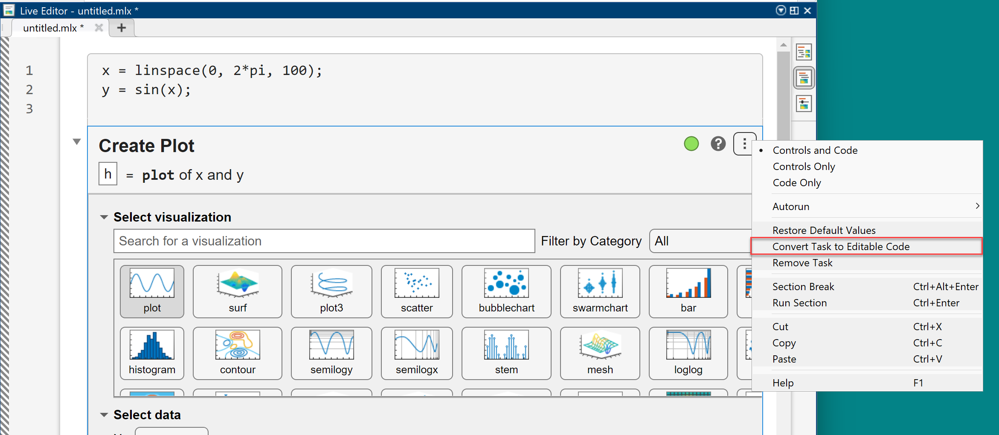 Live Editor - untitled.mlx *
untitled.mlx *
1 x = linspace(0, 2*pi, 100);
2 y = sin(x);
3
Create Plot
h = plot of x and y
Select visualization
Search for a visualization Filter by Category All
plot surf plot3 scatter bubblechart swarmchart bar
histogram contour semilogy semilogx stem mesh loglog
Select data
Controls and Code
Controls Only
Code Only
Autorun
Restore Default Values
Convert Task to Editable Code
Remove Task
Section Break Ctrl+Alt+Enter
Run Section Ctrl+Enter
Cut Ctrl+X
Copy Ctrl+C
Paste Ctrl+V
Help F1